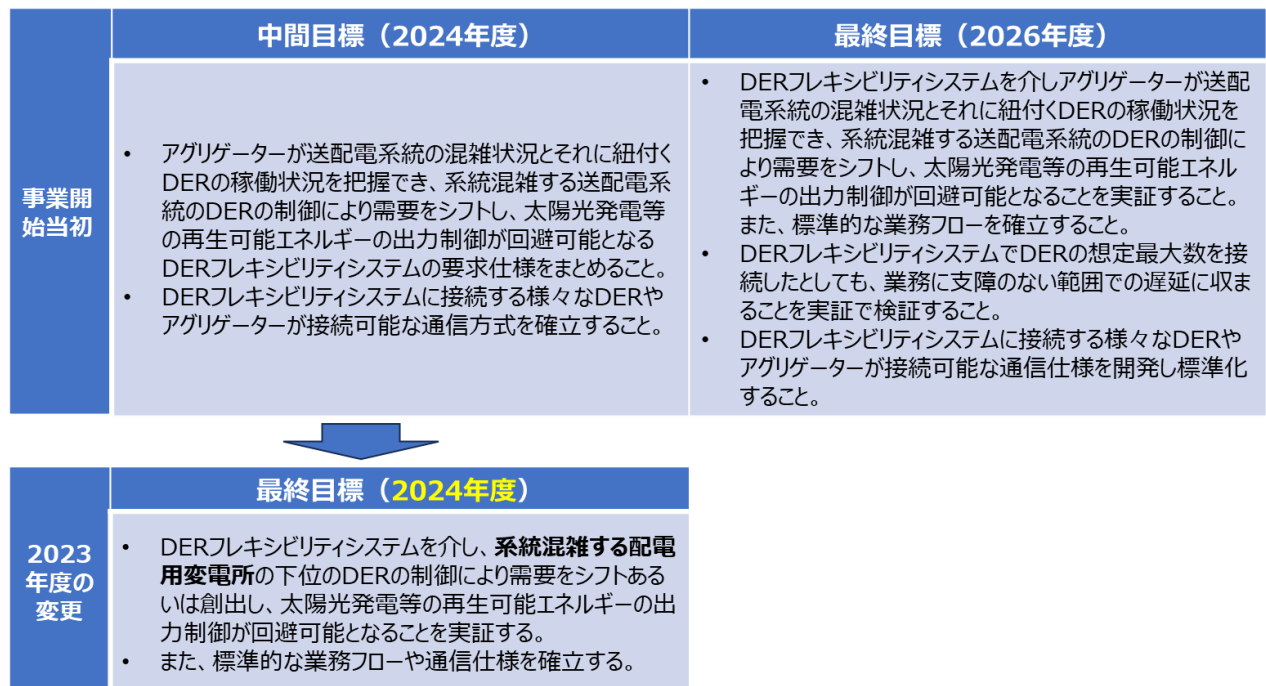 中間目標（2024年度）
最終目標（2026年度）
事業開
始当初
• アグリゲーターが送配電系統の混雑状況とそれに紐付く
DERの稼働状況を把握でき、系統混雑する送配電系
統のDERの制御により需要をシフトし、太陽光発電等
の再生可能エネルギーの出力制御が回避可能となる
DERフレキシビリティシステムの要求仕様をまとめること。
• DERフレキシビリティシステムに接続する様々なDERや
アグリゲーターが接続可能な通信方式を確立すること。
• DERフレキシビリティシステムを介しアグリゲーターが送配
電系統の混雑状況とそれに紐付くDERの稼働状況を
把握でき、系統混雑する送配電系統のDERの制御に
より需要をシフトし、太陽光発電等の再生可能エネル
ギーの出力制御が回避可能となることを実証すること。
また、標準的な業務フローを確立すること。
• DERフレキシビリティシステムでDERの想定最大数を接
続したとしても、業務に支障のない範囲での遅延に収ま
ることを実証で検証すること。
• DERフレキシビリティシステムに接続する様々なDERや
アグリゲーターが接続可能な通信仕様を開発し標準化
すること。
最終目標（2024年度）
2023
年度の
変更
• DERフレキシビリティシステムを介し、系統混雑する配電
用変電所の下位のDERの制御により需要をシフトある
いは創出し、太陽光発電等の再生可能エネルギーの出
力制御が回避可能となることを実証する。
• また、標準的な業務フローや通信仕様を確立する。